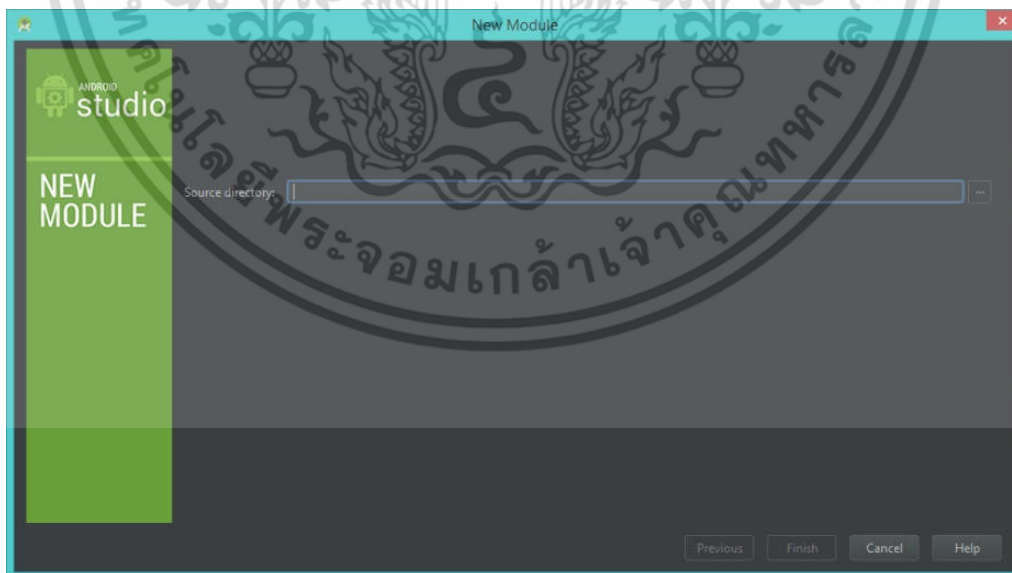 New Module
ANDROID
studio
NEW
MODULE
Source directory:
...
Previous
Finish
Cancel
Help
พระจอมเกล้าเจ้าคุณทหาร